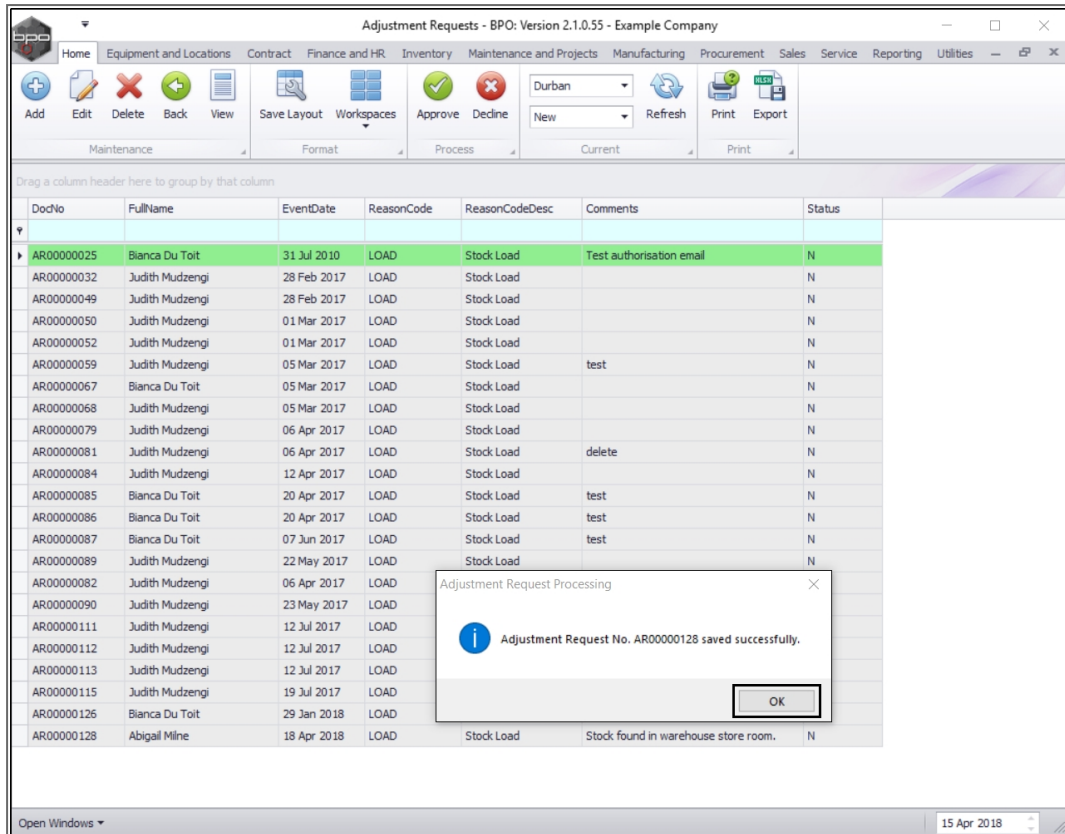 Adjustment Requests - BPO: Version 2.1.0.55 - Example Company
bpo
Home Equipment and Locations Contract Finance and HR Inventory Maintenance and Projects Manufacturing Procurement Sales Service Reporting Utilities
Add Edit Delete Back View Save Layout Workspaces Approve Decline Durban New Refresh Print Export
Maintenance Format Process Current Print
Drag a column header here to group by that column
DocNo FullName EventDate ReasonCode ReasonCodeDesc Comments Status
AR00000025 Bianca Du Toit 31 Jul 2010 LOAD Stock Load Test authorisation email N
AR00000032 Judith Mudzengi 28 Feb 2017 LOAD Stock Load N
AR00000049 Judith Mudzengi 28 Feb 2017 LOAD Stock Load N
AR00000050 Judith Mudzengi 01 Mar 2017 LOAD Stock Load N
AR00000052 Judith Mudzengi 01 Mar 2017 LOAD Stock Load N
AR00000059 Judith Mudzengi 05 Mar 2017 LOAD Stock Load test N
AR00000067 Bianca Du Toit 05 Mar 2017 LOAD Stock Load N
AR00000068 Judith Mudzengi 05 Mar 2017 LOAD Stock Load N
AR00000079 Judith Mudzengi 06 Apr 2017 LOAD Stock Load N
AR00000081 Judith Mudzengi 06 Apr 2017 LOAD Stock Load delete N
AR00000084 Judith Mudzengi 12 Apr 2017 LOAD Stock Load N
AR00000085 Bianca Du Toit 20 Apr 2017 LOAD Stock Load test N
AR00000086 Bianca Du Toit 20 Apr 2017 LOAD Stock Load test N
AR00000087 Bianca Du Toit 07 Jun 2017 LOAD Stock Load test N
AR00000089 Judith Mudzengi 22 May 2017 LOAD Stock Load N
AR00000082 Judith Mudzengi 06 Apr 2017 LOAD
AR00000090 Judith Mudzengi 23 May 2017 LOAD
AR00000111 Judith Mudzengi 12 Jul 2017 LOAD
AR00000112 Judith Mudzengi 12 Jul 2017 LOAD
AR00000113 Judith Mudzengi 12 Jul 2017 LOAD
AR00000115 Judith Mudzengi 19 Jul 2017 LOAD
AR00000126 Bianca Du Toit 29 Jan 2018 LOAD
AR00000128 Abigail Milne 18 Apr 2018 LOAD Stock Load Stock found in warehouse store room. N
Adjustment Request Processing
Adjustment Request No. AR00000128 saved successfully.
OK
Open Windows 15 Apr 2018